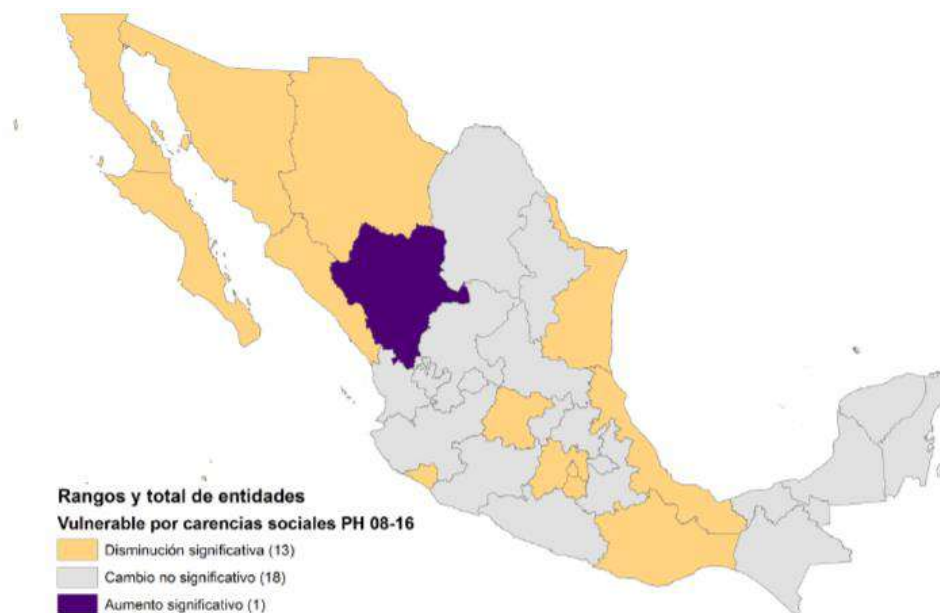 Rangos y total de entidades
Vulnerable por carencias sociales PH 08-16
Disminución significativa (13)
Cambio no significativo (18)
Aumento significativo (1)